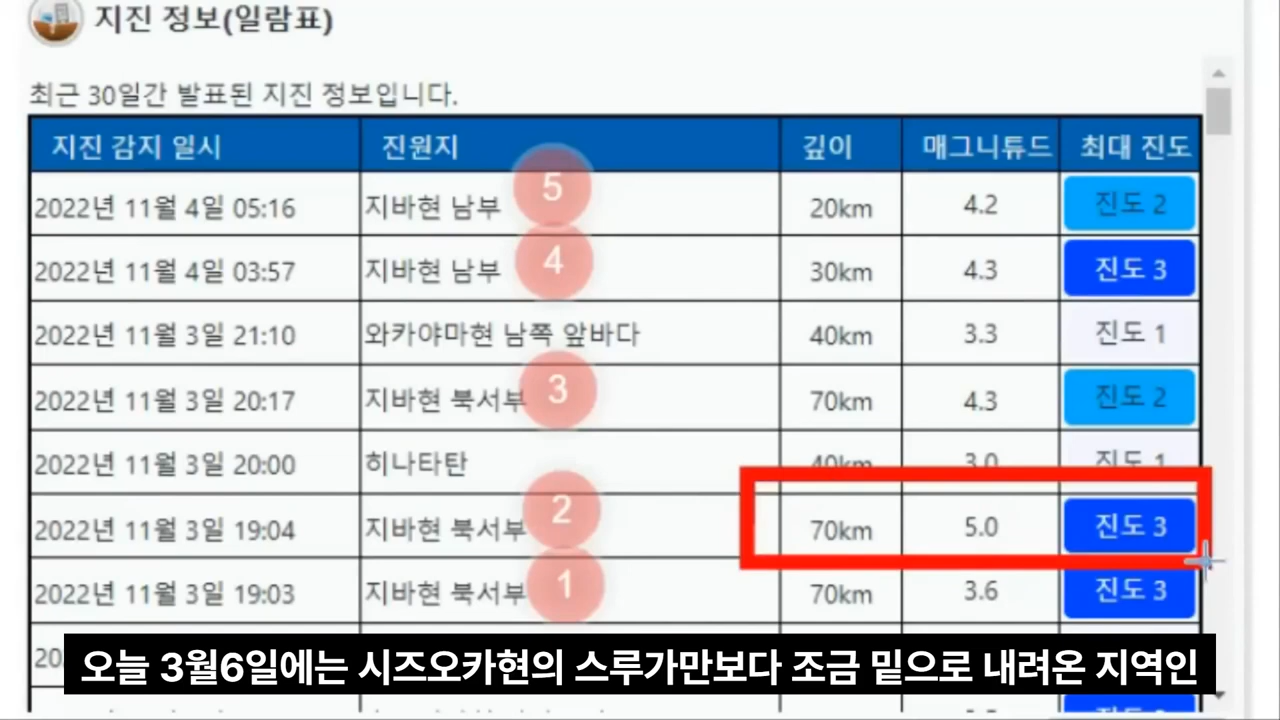 지진 정보(일람표)
최근 30일간 발표된 지진 정보입니다.
지진 감지 일시 진원지 깊이 매그니튜드 최대 진도
2022년 11월 4일 05:16 지바현 남부 5 20km 4.2 진도 2
2022년 11월 4일 03:57 지바현 남부 4 30km 4.3 진도 3
2022년 11월 3일 21:10 와카야마현 남쪽 앞바다 40km 3.3 진도 1
2022년 11월 3일 20:17 지바현 북서부 3 70km 4.3 진도 2
2022년 11월 3일 20:00 히나타탄 40km 3.0 진도 1
2022년 11월 3일 19:04 지바현 북서부 2 70km 5.0 진도 3
2022년 11월 3일 19:03 지바현 북서부 1 70km 3.6 진도 3
오늘 3월6일에는 시즈오카현의 스루가만보다 조금 밑으로 내려온 지역인